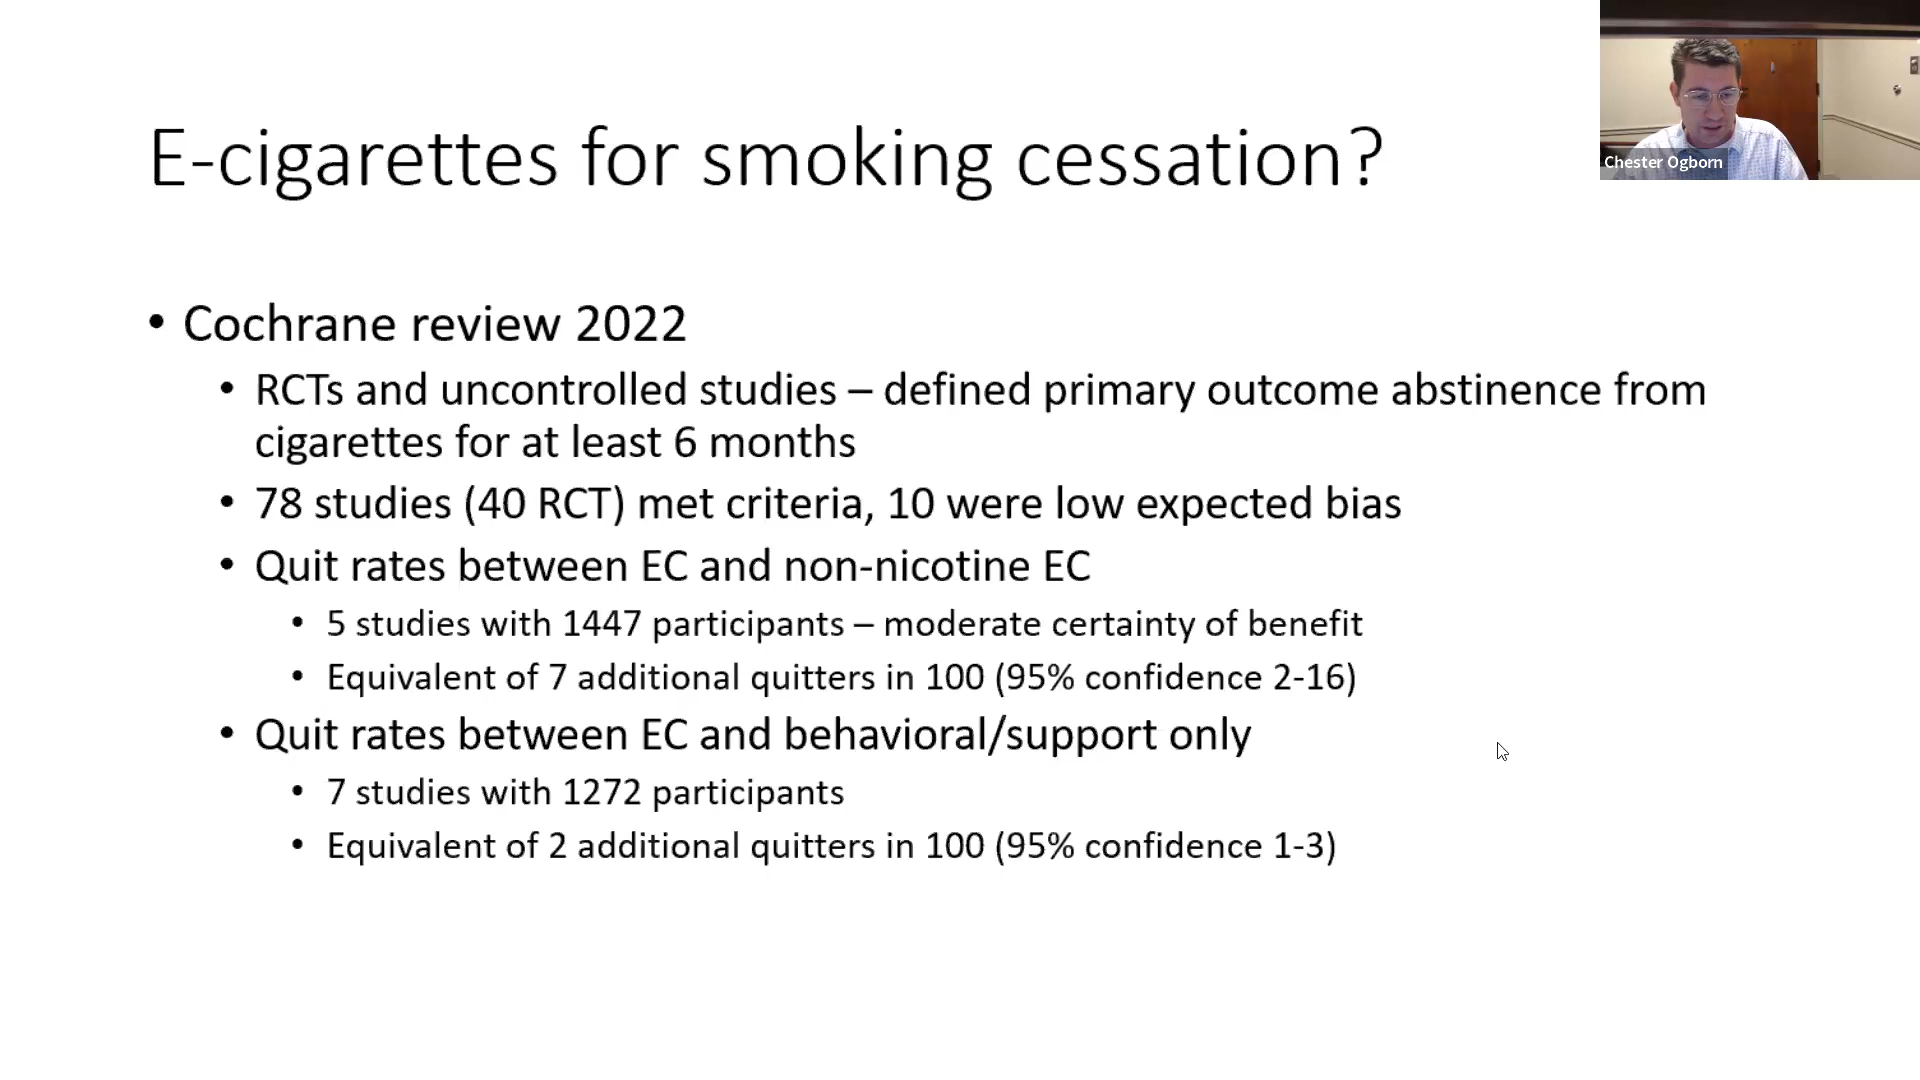 Chester Ogborn
E-cigarettes for smoking cessation?
• Cochrane review 2022
• RCTs and uncontrolled studies – defined primary outcome abstinence from
cigarettes for at least 6 months
• 78 studies (40 RCT) met criteria, 10 were low expected bias
• Quit rates between EC and non-nicotine EC
• 5 studies with 1447 participants – moderate certainty of benefit
• Equivalent of 7 additional quitters in 100 (95% confidence 2-16)
• Quit rates between EC and behavioral/support only
• 7 studies with 1272 participants
• Equivalent of 2 additional quitters in 100 (95% confidence 1-3)